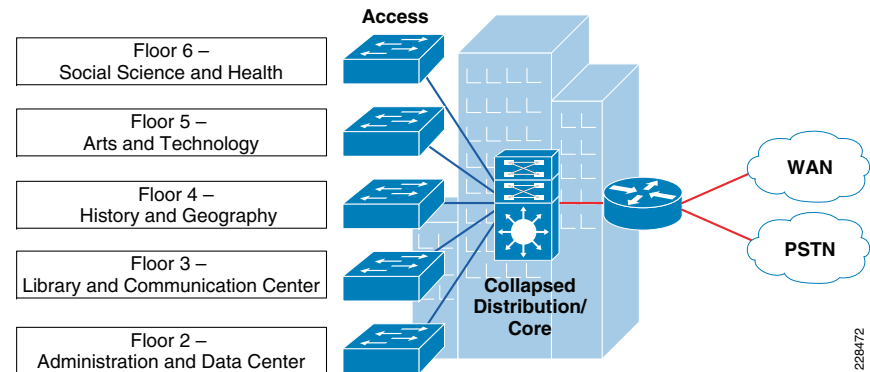 Access
Floor 6 –
Social Science and Health
Floor 5 –
Arts and Technology
Floor 4 –
History and Geography
Floor 3 –
Library and Communication Center
Floor 2 –
Administration and Data Center
Collapsed
Distribution/
Core
WAN
PSTN
228472